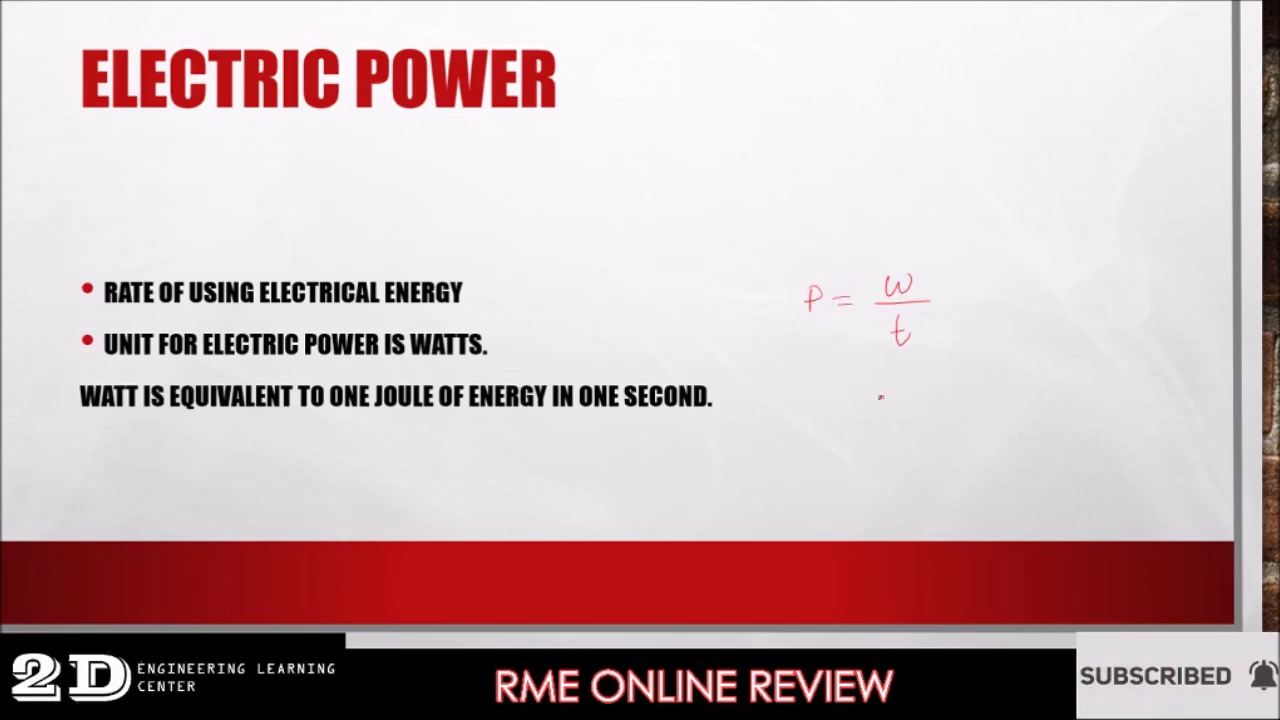 ELECTRIC POWER
• RATE OF USING ELECTRICAL ENERGY
• UNIT FOR ELECTRIC POWER IS WATTS.
WATT IS EQUIVALENT TO ONE JOULE OF ENERGY IN ONE SECOND.
P = W
t
2D ENGINEERING LEARNING
CENTER
RME ONLINE REVIEW
SUBSCRIBED